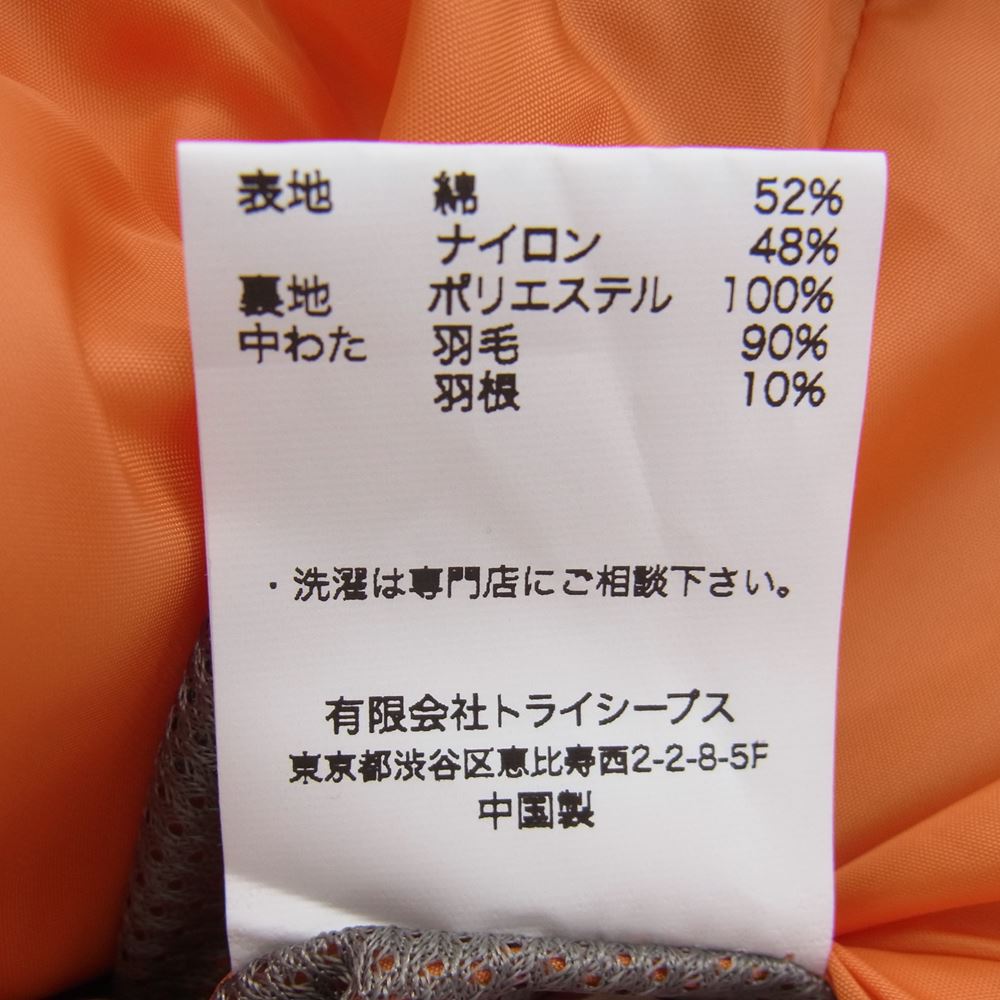 表地 綿 52%
ナイロン 48%
裏地 ポリエステル 100%
中わた 羽毛 90%
羽根 10%
・洗濯は専門店にご相談下さい。
有限会社トライシープス
東京都渋谷区恵比寿西2-2-8-5F
中国製